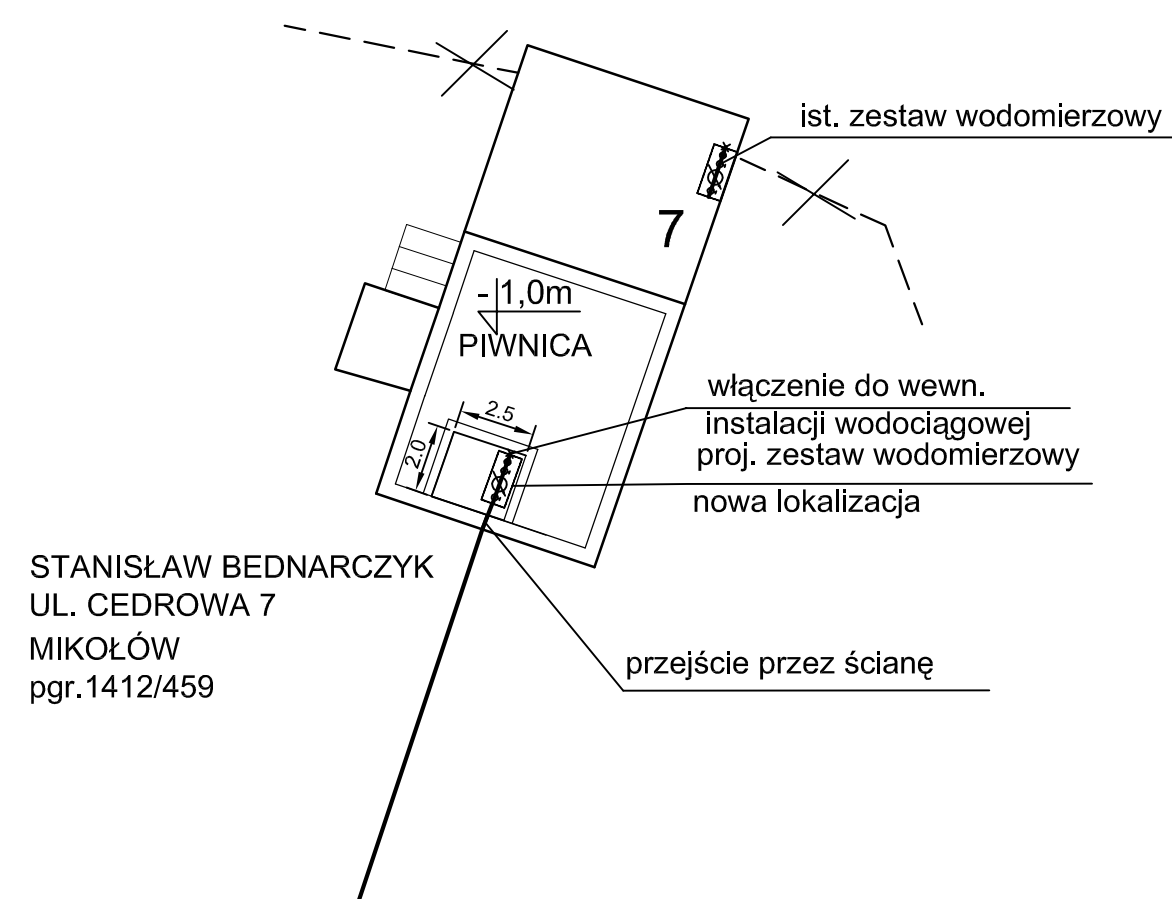 ist. zestaw wodomierzowy
7
- 1,0m
PIWNICA
włączenie do wewn.
instalacji wodociągowej
2.5
2.0
proj. zestaw wodomierzowy
nowa lokalizacja
STANISŁAW BEDNARCZYK
UL. CEDROWA 7
MIKOŁÓW
pgr.1412/459
przejście przez ścianę